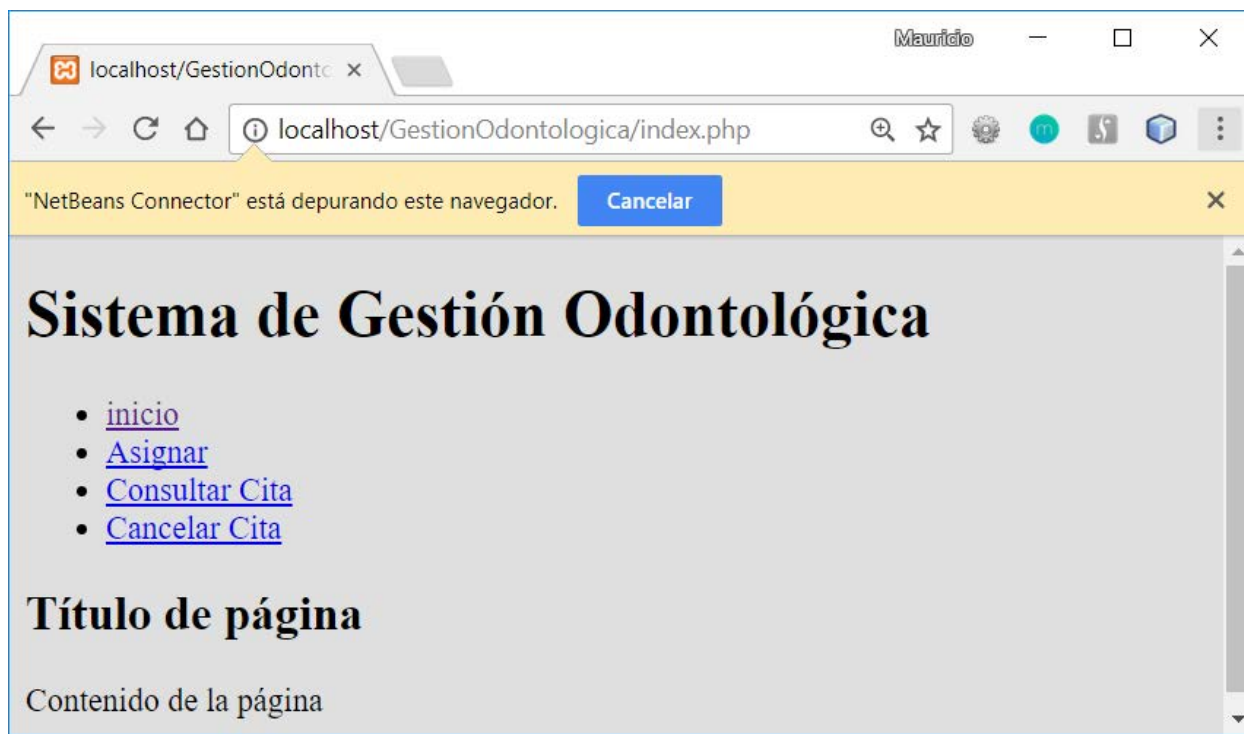 Mauricio
localhost/GestionOdonto
localhost/GestionOdontologica/index.php
"NetBeans Connector" está depurando este navegador. Cancelar
Sistema de Gestión Odontológica
inicio
Asignar
Consultar Cita
Cancelar Cita
Título de página
Contenido de la página